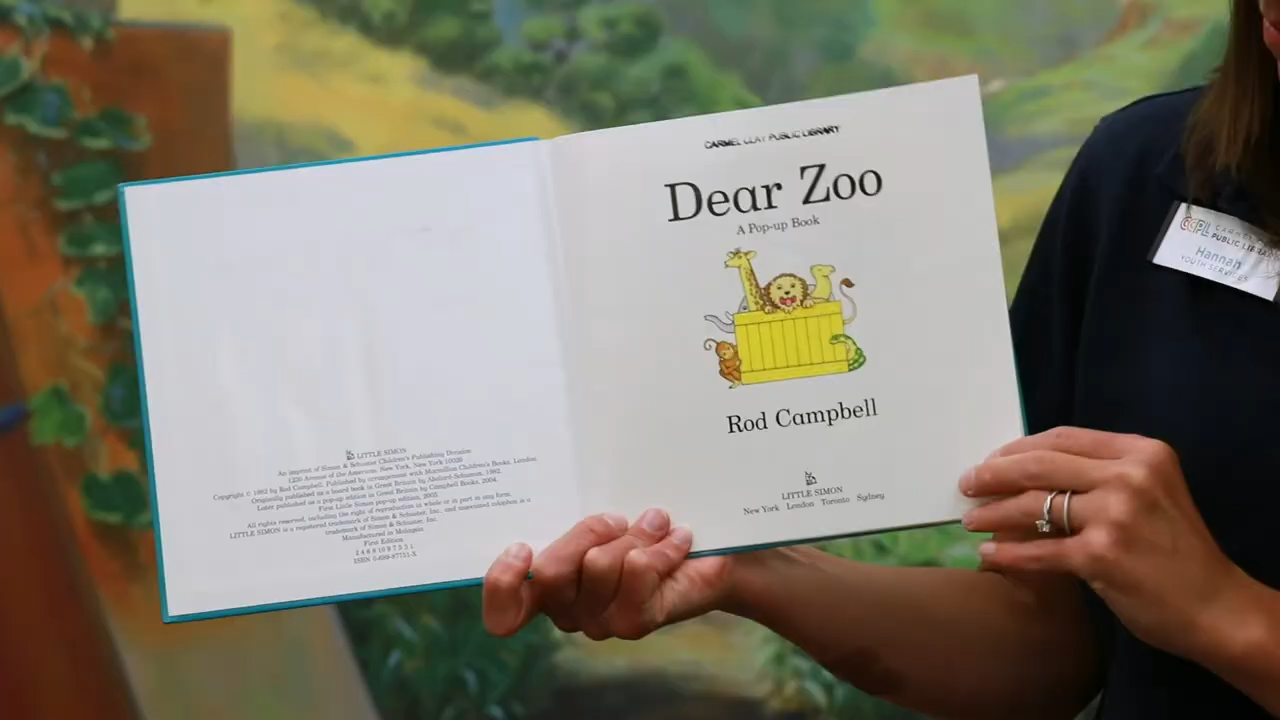 LITTLE SIMON
An imprint of Simon & Schuster Children's Publishing Division
1230 Avenue of the Americas, New York, New York 10020
Copyright © 1982 by Rod Campbell. Published by arrangement with Macmillan Children's Books, London
Originally published as a board book in Great Britain by Abelard-Schuman, 1982.
Later published as a pop-up edition in Great Britain by Campbell Books, 2004.
First Little Simon pop-up edition, 2005.
All rights reserved, including the right of reproduction in whole or in part in any form.
LITTLE SIMON is a registered trademark of Simon & Schuster, Inc., and associated colophon is a
trademark of Simon & Schuster, Inc.
Manufactured in Malaysia
First Edition
2 4 6 8 10 9 7 5 3 1
ISBN
CARMEL CLAY PUBLIC LIBRARY
Dear Zoo
A Pop-up Book
Rod Campbell
LITTLE SIMON
New York London Toronto Sydney
CCPL
PUBLIC
Hannah
YOUTH SERVICES